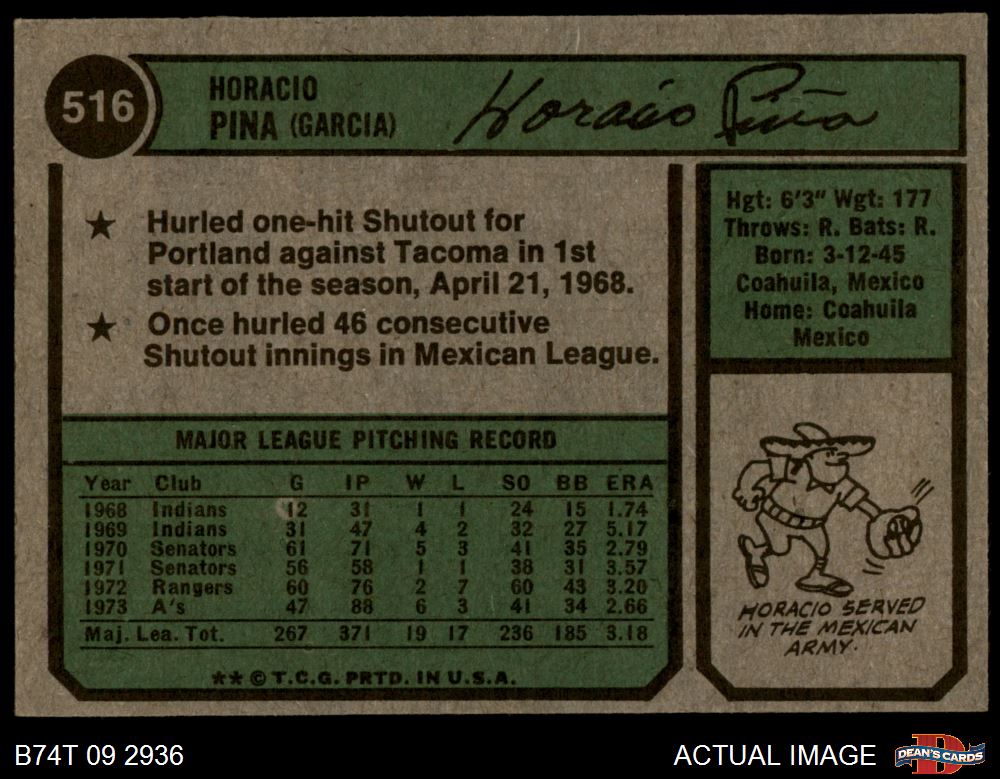 516
HORACIO
PINA (GARCIA)
Horacio Piña
★ Hurled one-hit Shutout for
Portland against Tacoma in 1st
start of the season, April 21, 1968.
★ Once hurled 46 consecutive
Shutout innings in Mexican League.
Hgt: 6'3" Wgt: 177
Throws: R. Bats: R.
Born: 3-12-45
Coahuila, Mexico
Home: Coahuila
Mexico
MAJOR LEAGUE PITCHING RECORD
Year Club G IP W L SO BB ERA
1968 Indians 12 31 1 1 24 15 1.74
1969 Indians 31 47 4 2 32 27 5.17
1970 Senators 61 71 5 3 41 35 2.79
1971 Senators 56 58 1 1 38 31 3.57
1972 Rangers 60 76 2 7 60 43 3.20
1973 A's 47 88 6 3 41 34 2.66
Maj. Lea. Tot. 267 371 19 17 236 185 3.18
** © T.C.G. PRTD. IN U.S.A.
HORACIO SERVED
IN THE MEXICAN
ARMY.
B74T 09 2936
ACTUAL IMAGE
DEAN'S CARDS